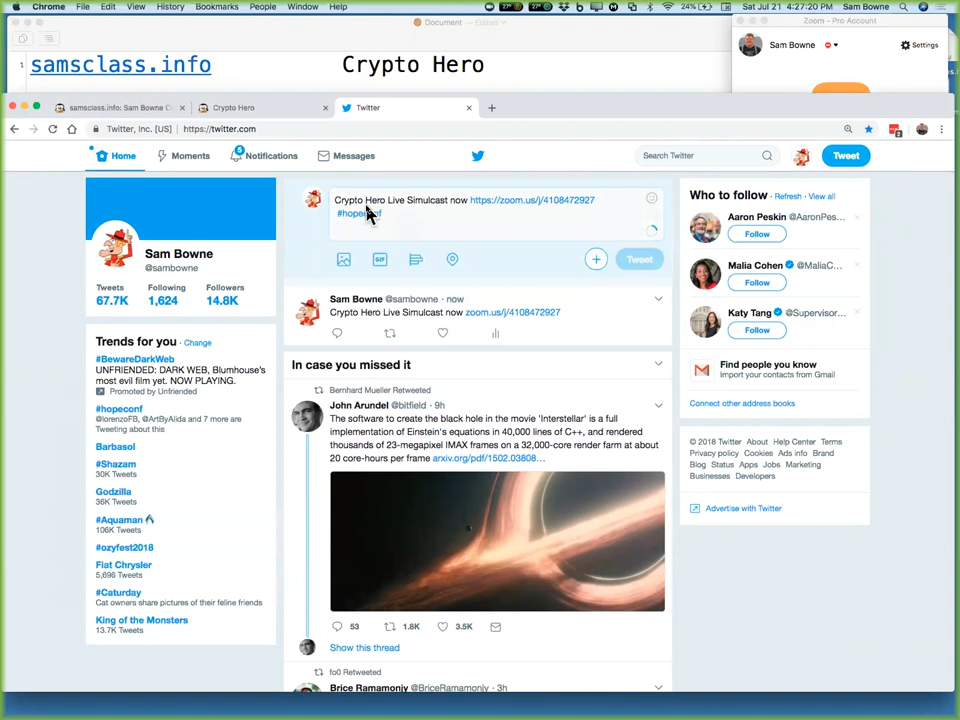 Chrome File Edit View History Bookmarks People Window Help
24% Sat Jul 21 4:27:20 PM Sam Bowne
Document — Edited
Zoom - Pro Account
Sam Bowne
Settings
1 samsclass.info Crypto Hero
samsclass.info: Sam Bowne C
Crypto Hero
Twitter
Twitter, Inc. [US] https://twitter.com
Home Moments 5 Notifications Messages
Search Twitter
Tweet
Crypto Hero Live Simulcast now https://zoom.us/j/4108472927
Tweet
Sam Bowne
@sambowne
Tweets Following Followers
67.7K 1,624 14.8K
Trends for you · Change
#BewareDarkWeb
UNFRIENDED: DARK WEB, Blumhouse's
most evil film yet. NOW PLAYING.
Promoted by Unfriended
#hopeconf
@lorenzoFB, @ArtByAlida and 7 more are
Tweeting about this
Barbasol
#Shazam
30K Tweets
Godzilla
36K Tweets
#Aquaman
106K Tweets
#ozyfest2018
Fiat Chrysler
5,696 Tweets
#Caturday
Cat owners share pictures of their feline friends
King of the Monsters
13.7K Tweets
Sam Bowne @sambowne · now
Crypto Hero Live Simulcast now zoom.us/j/4108472927
In case you missed it
Bernhard Mueller Retweeted
John Arundel @bitfield · 9h
The software to create the black hole in the movie 'Interstellar' is a full
implementation of Einstein's equations in 40,000 lines of C++, and rendered
thousands of 23-megapixel IMAX frames on a 32,000-core render farm at about
20 core-hours per frame arxiv.org/pdf/1502.03808…
53 1.8K 3.5K
Show this thread
fo0 Retweeted
Brice Ramamonjy @BriceRamamonjy · 3h
Who to follow · Refresh · View all
Aaron Peskin @AaronPes...
Follow
Malia Cohen @MaliaC...
Follow
Katy Tang @Supervisor...
Follow
Find people you know
Import your contacts from Gmail
Connect other address books
© 2018 Twitter About Help Center Terms
Privacy policy Cookies Ads info Brand
Blog Status Apps Jobs Marketing
Businesses Developers
Advertise with Twitter